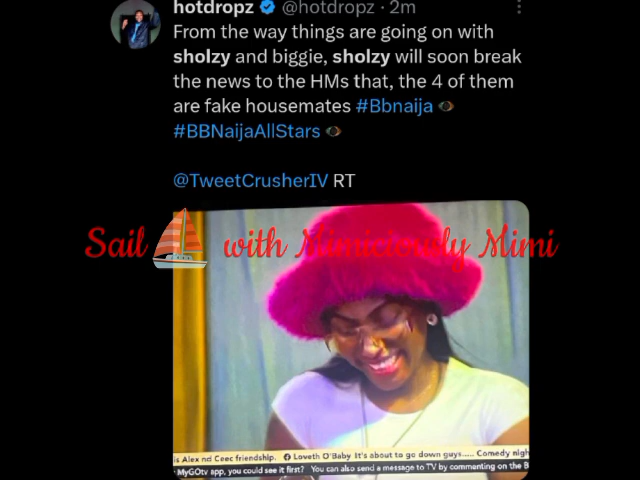 hotdropz @hotdropz · 2m
From the way things are going on with
sholzy and biggie, sholzy will soon break
the news to the HMs that, the 4 of them
are fake housemates #Bbnaija
#BBNaijaAllStars
@TweetCrusherIV RT
Sail with Mimiciously Mimi
is Alex nd Ceec friendship. Loveth O'Baby It's about to go down guys..... Comedy nigh
MyGOtv app, you could see it first? You can also send a message to TV by commenting on the B